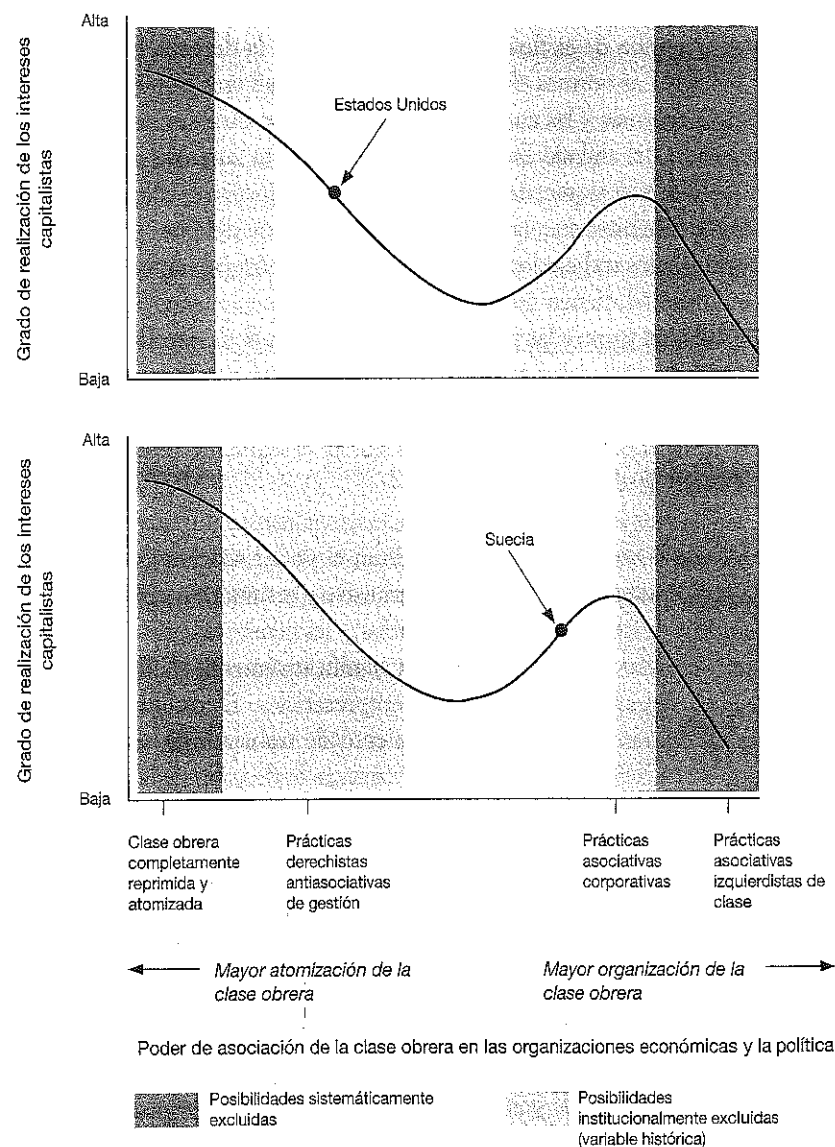 Alta
Grado de realización de los intereses
capitalistas
Estados Unidos
Baja
Alta
Grado de realización de los intereses
capitalistas
Suecia
Baja
Clase obrera
completamente
reprimida y
atomizada
Prácticas
derechistas
antiasociativas
de gestión
Prácticas
asociativas
corporativas
Prácticas
asociativas
izquierdistas de
clase
Mayor atomización de la
clase obrera
Mayor organización de la
clase obrera
Poder de asociación de la clase obrera en las organizaciones económicas y la política
Posibilidades sistemáticamente
excluidas
Posibilidades
institucionalmente excluidas
(variable histórica)